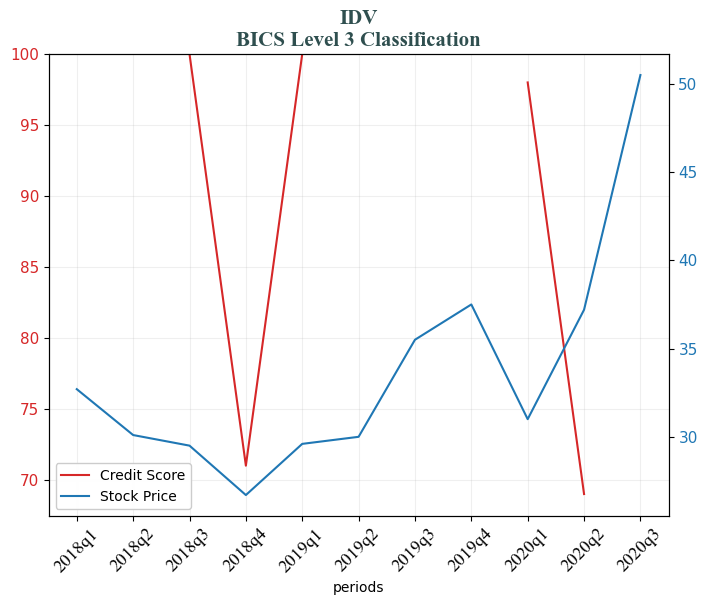 IDV
BICS Level 3 Classification
100
95
90
85
80
75
70
50
45
40
35
30
Credit Score
Stock Price
2018q1
2018q2
2018q3
2018q4
2019q1
2019q2
2019q3
2019q4
2020q1
2020q2
2020q3
periods